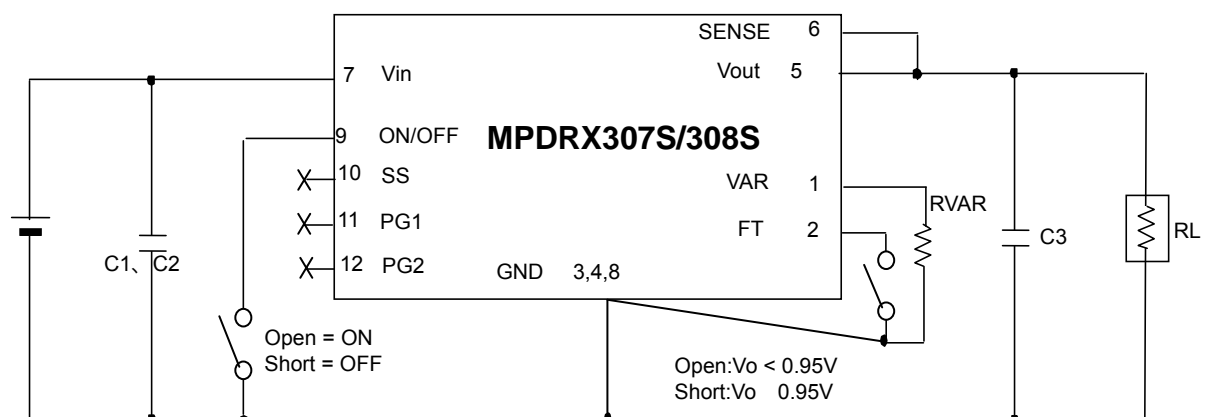 SENSE 6
7 Vin
Vout 5
9 ON/OFF
MPDRX307S/308S
10 SS
VAR 1
RVAR
11 PG1
FT 2
C3
RL
C1、C2
12 PG2
GND 3,4,8
Open = ON
Short = OFF
Open:Vo < 0.95V
Short:Vo 0.95V